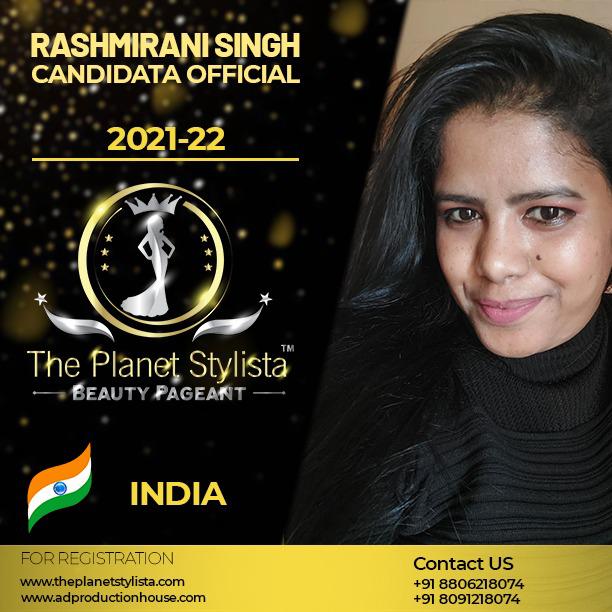 RASHMIRANI SINGH
CANDIDATA OFFICIAL
2021-22
The Planet Stylista™
BEAUTY PAGEANT
INDIA
FOR REGISTRATION
www.theplanetstylista.com
www.adproductionhouse.com
Contact US
+91 8806218074
+91 8091218074